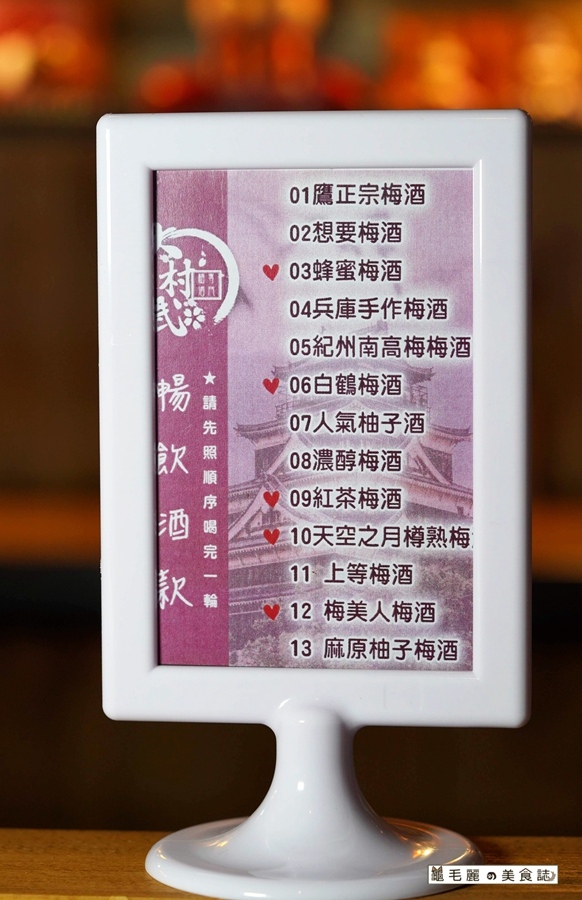 01鷹正宗梅酒
02想要梅酒
03蜂蜜梅酒
04兵庫手作梅酒
05紀州南高梅梅酒
06白鶴梅酒
07人氣柚子酒
08濃醇梅酒
09紅茶梅酒
10天空之月樽熟梅
11 上等梅酒
12 梅美人梅酒
13 麻原柚子梅酒
村
武
暢飲酒款
★請先照順序喝完一輪
龜毛麗の美食誌